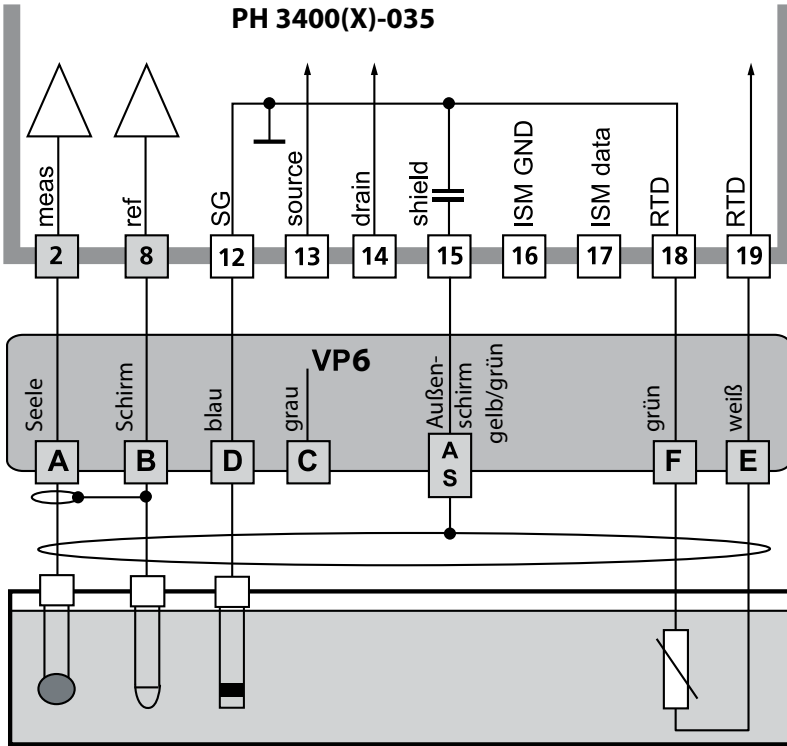 PH 3400(X)-035
meas
ref
SG
source
drain
shield
ISM GND
ISM data
RTD
RTD
2
8
12
13
14
15
16
17
18
19
VP6
Seele
Schirm
blau
grau
Außen-
schirm
gelb/grün
grün
weiß
A
B
D
C
A
S
F
E